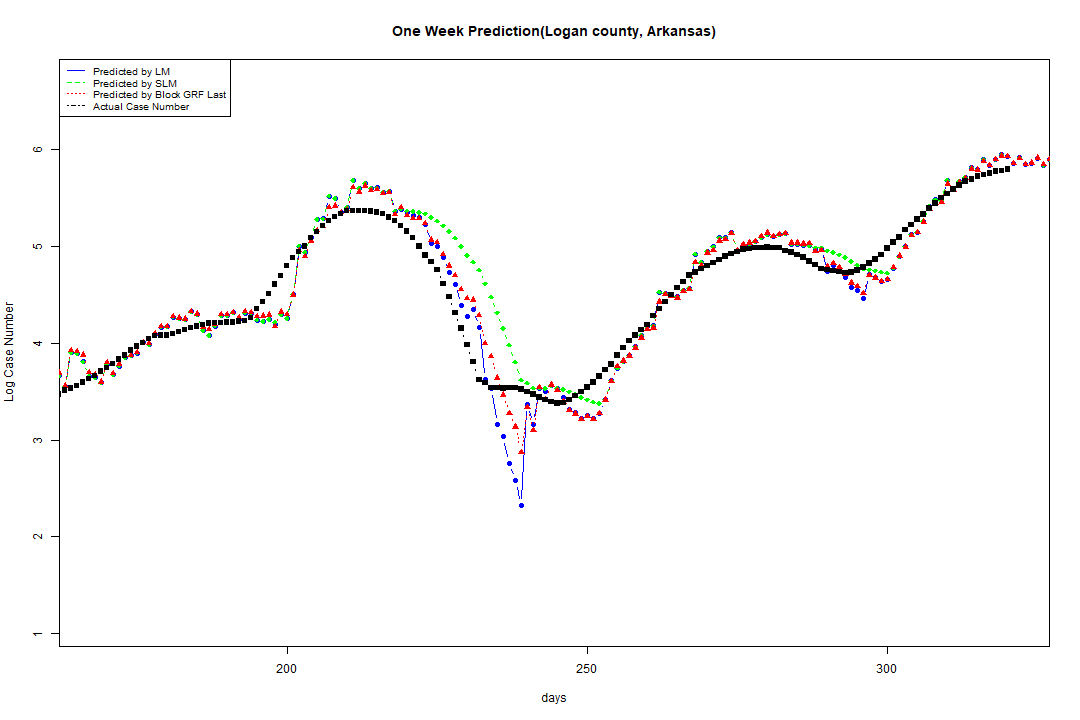 One Week Prediction(Logan county, Arkansas)
Predicted by LM
Predicted by SLM
Predicted by Block GRF Last
Actual Case Number
6
5
4
3
2
1
Log Case Number
200 250 300
days